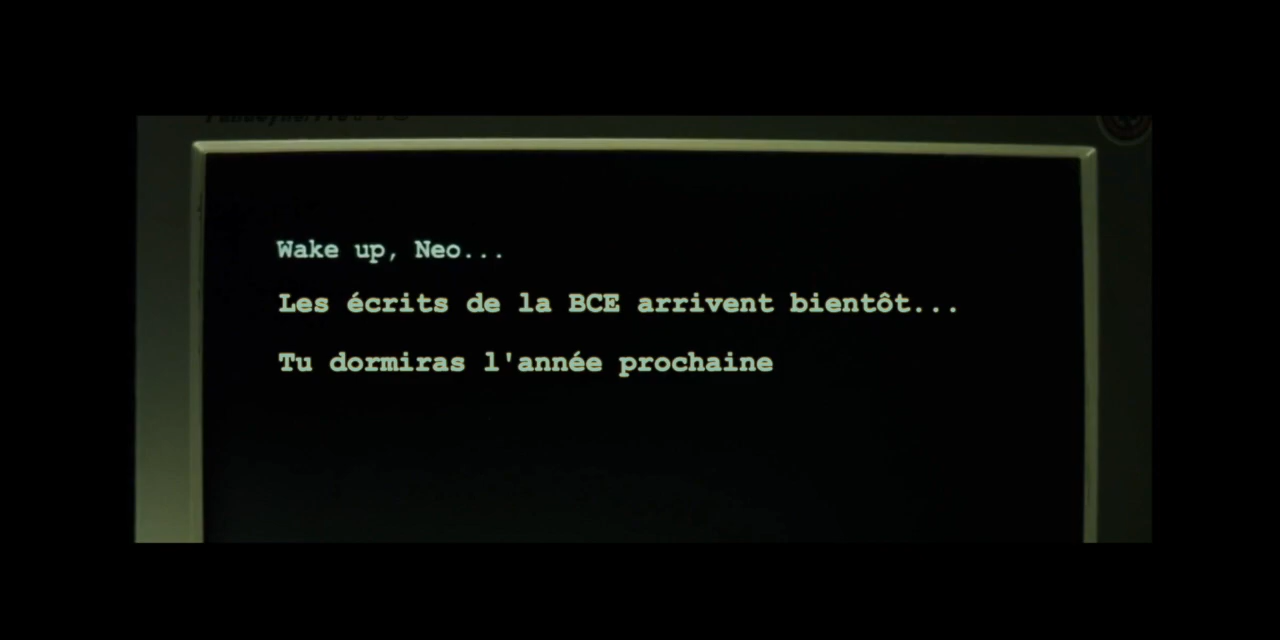 Wake up, Neo...
Les écrits de la BCE arrivent bientôt...
Tu dormiras l'année prochaine